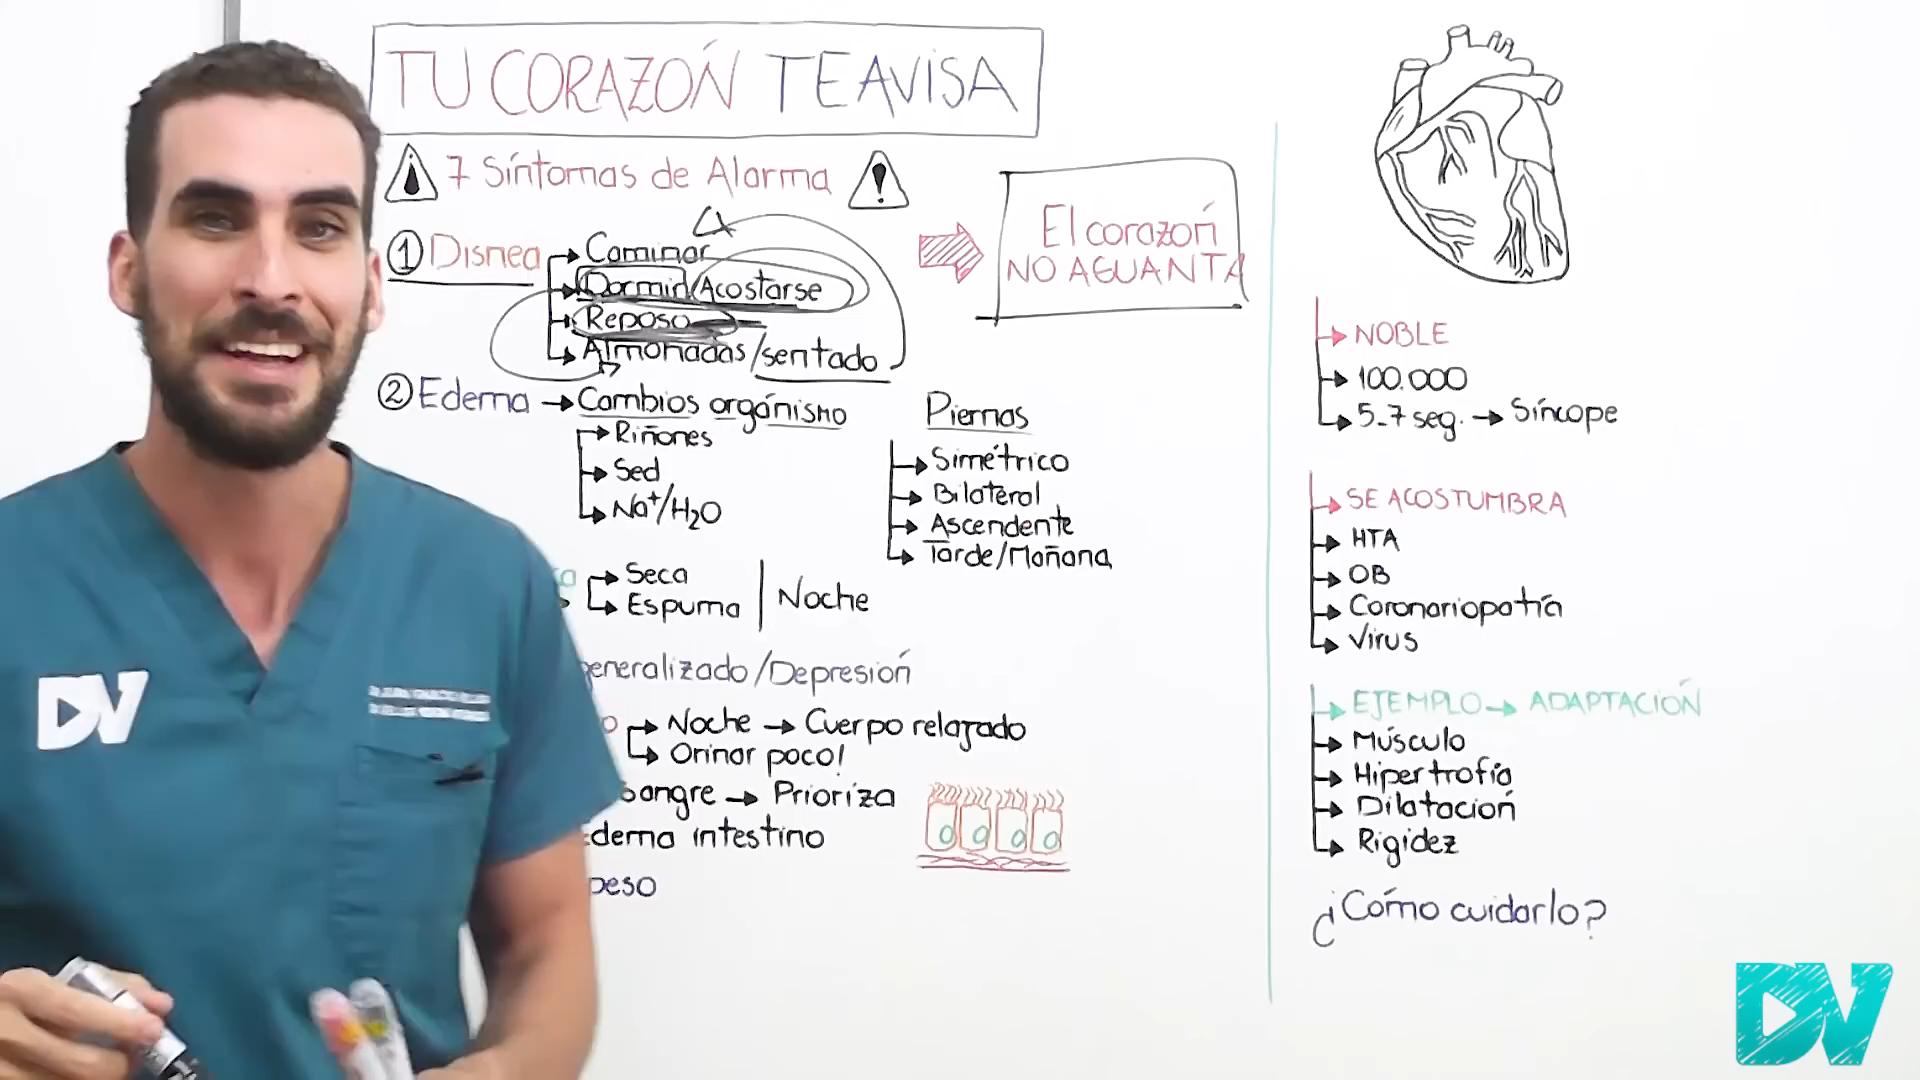 TU CORAZÓN TE AVISA
7 Síntomas de Alarma
① Disnea
Caminar
Dormir/Acostarse
Reposo
Almohadas/sentado
El corazón
NO AGUANTA
② Edema → Cambios orgánismo
Riñones
Sed
Na+/H2O
Piernas
Simétrico
Bilateral
Ascendente
Tarde/Mañana
Seca
Espuma
Noche
generalizado/Depresión
Noche → Cuerpo relajado
Orinar poco!
Sangre → Prioriza
Edema intestino
peso
NOBLE
100.000
5-7 seg. → Síncope
SE ACOSTUMBRA
HTA
OB
Coronariopatía
Virus
EJEMPLO → ADAPTACIÓN
Músculo
Hipertrofia
Dilatación
Rigidez
¿Cómo cuidarlo?
DV
DV